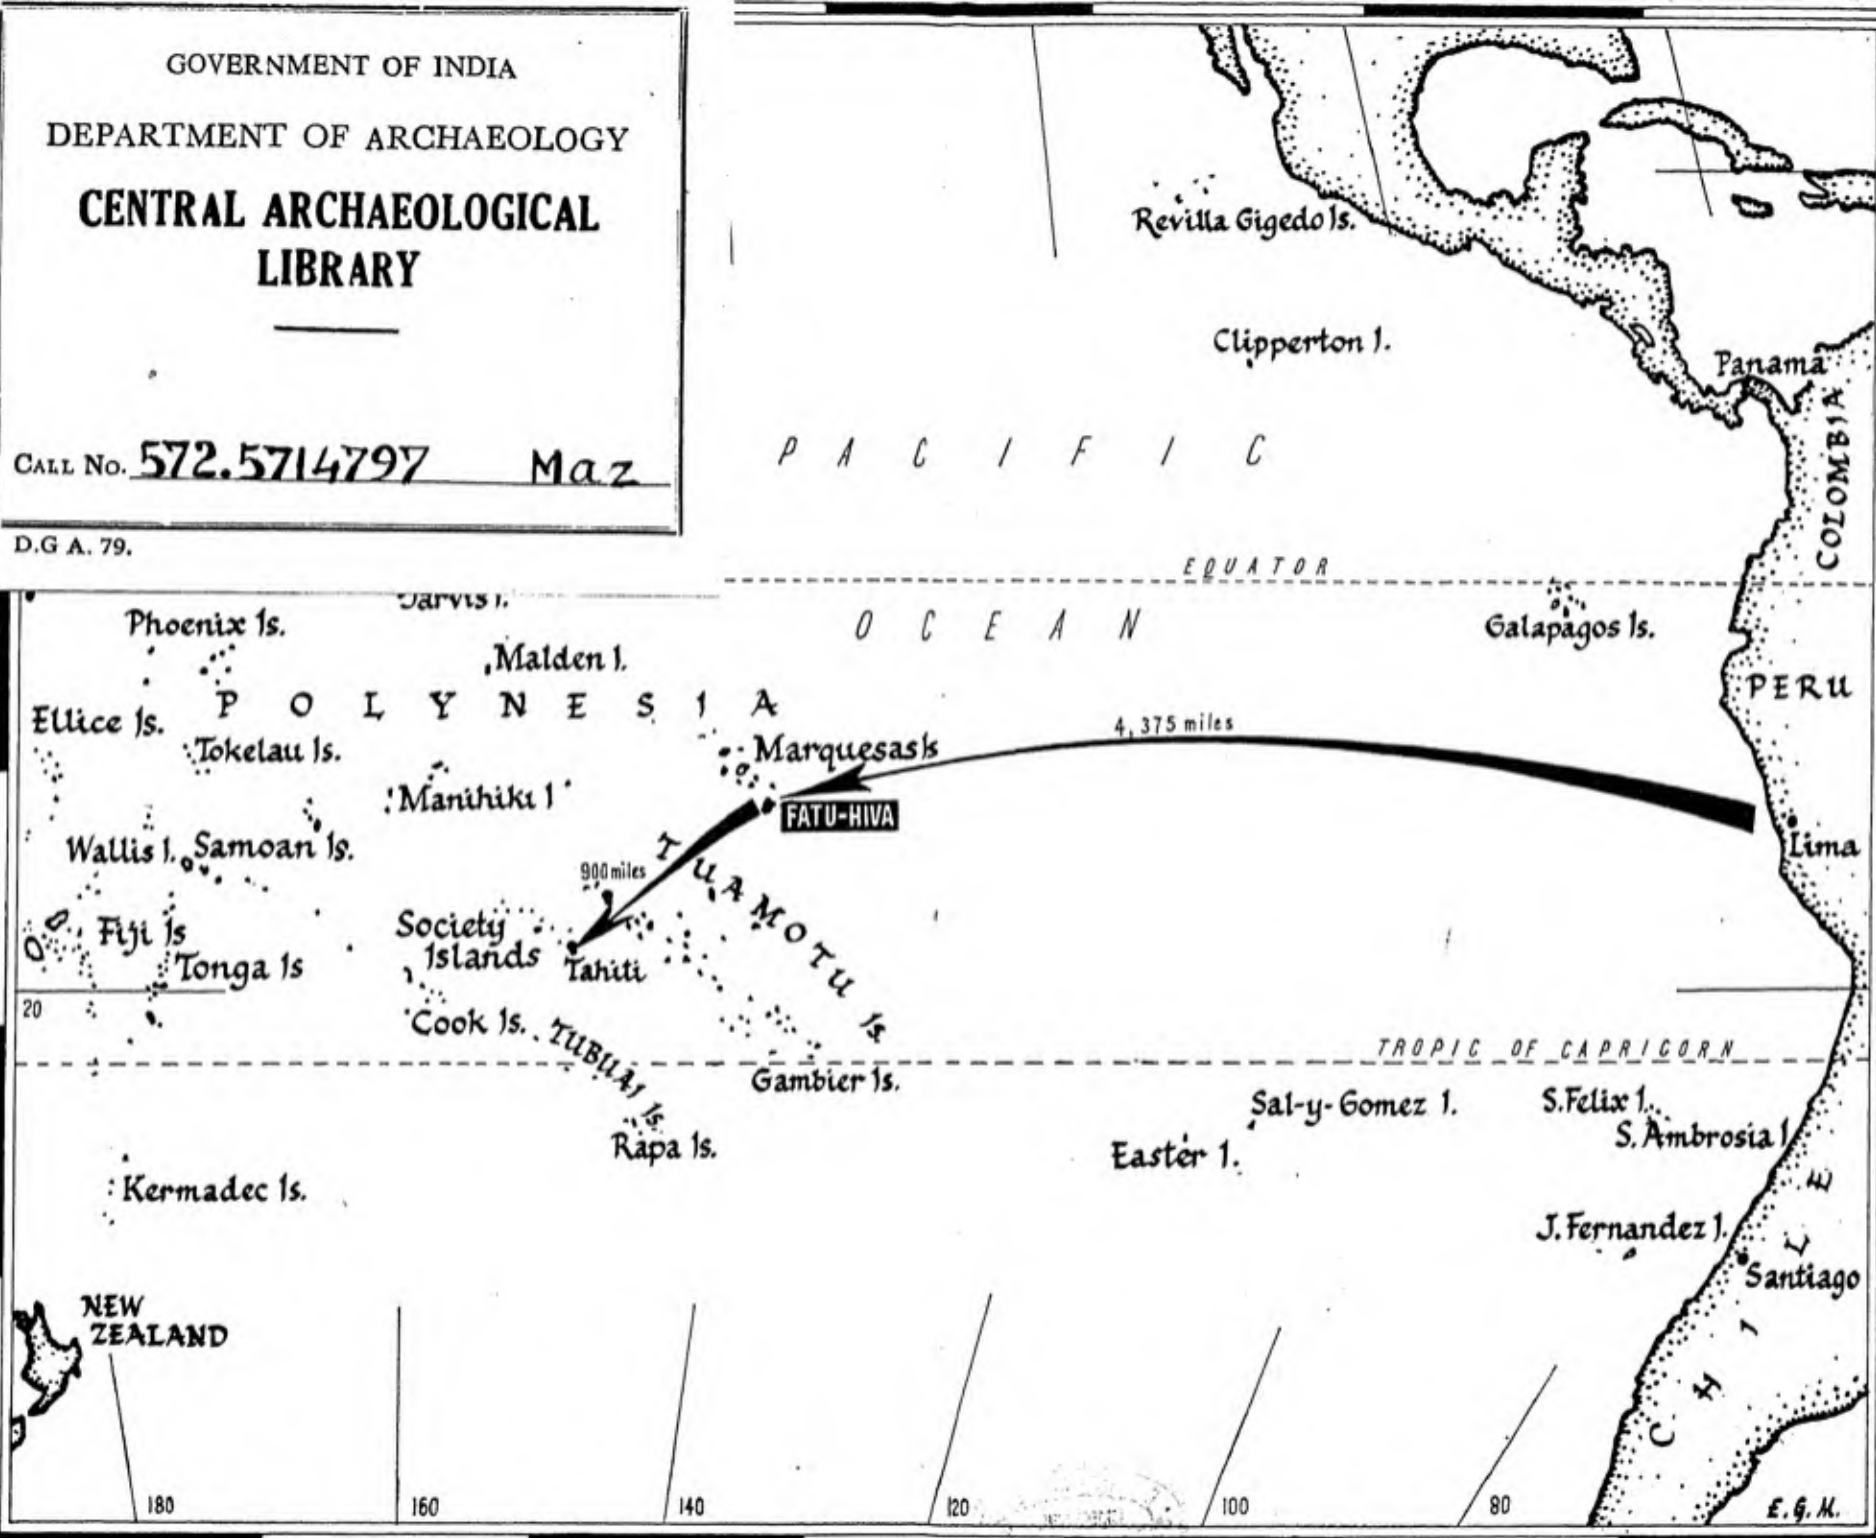 GOVERNMENT OF INDIA
DEPARTMENT OF ARCHAEOLOGY
CENTRAL ARCHAEOLOGICAL
LIBRARY
CALL No. 572.5714797 Maz
D.G A. 79.
Revilla Gigedo Is.
Clipperton I.
Panama
COLOMBIA
PACIFIC
EQUATOR
OCEAN
Galapagos Is.
Jarvis I.
Phoenix Is.
Malden I.
POLYNESIA
PERU
Ellice Is.
Tokelau Is.
Marquesas Is
4,375 miles
Manihiki I
FATU-HIVA
Lima
Wallis I.
Samoan Is.
900 miles
TUAMOTU Is.
Fiji Is
Society
Islands
Tonga Is
Tahiti
20
Cook Is.
TUBUAI Is.
TROPIC OF CAPRICORN
Gambier Is.
Sal-y-Gomez I.
S. Felix I.
S. Ambrosia I
Rapa Is.
Easter I.
Kermadec Is.
J. Fernandez I.
Santiago
CHILE
NEW
ZEALAND
180
160
140
120
100
80
E.G.M.